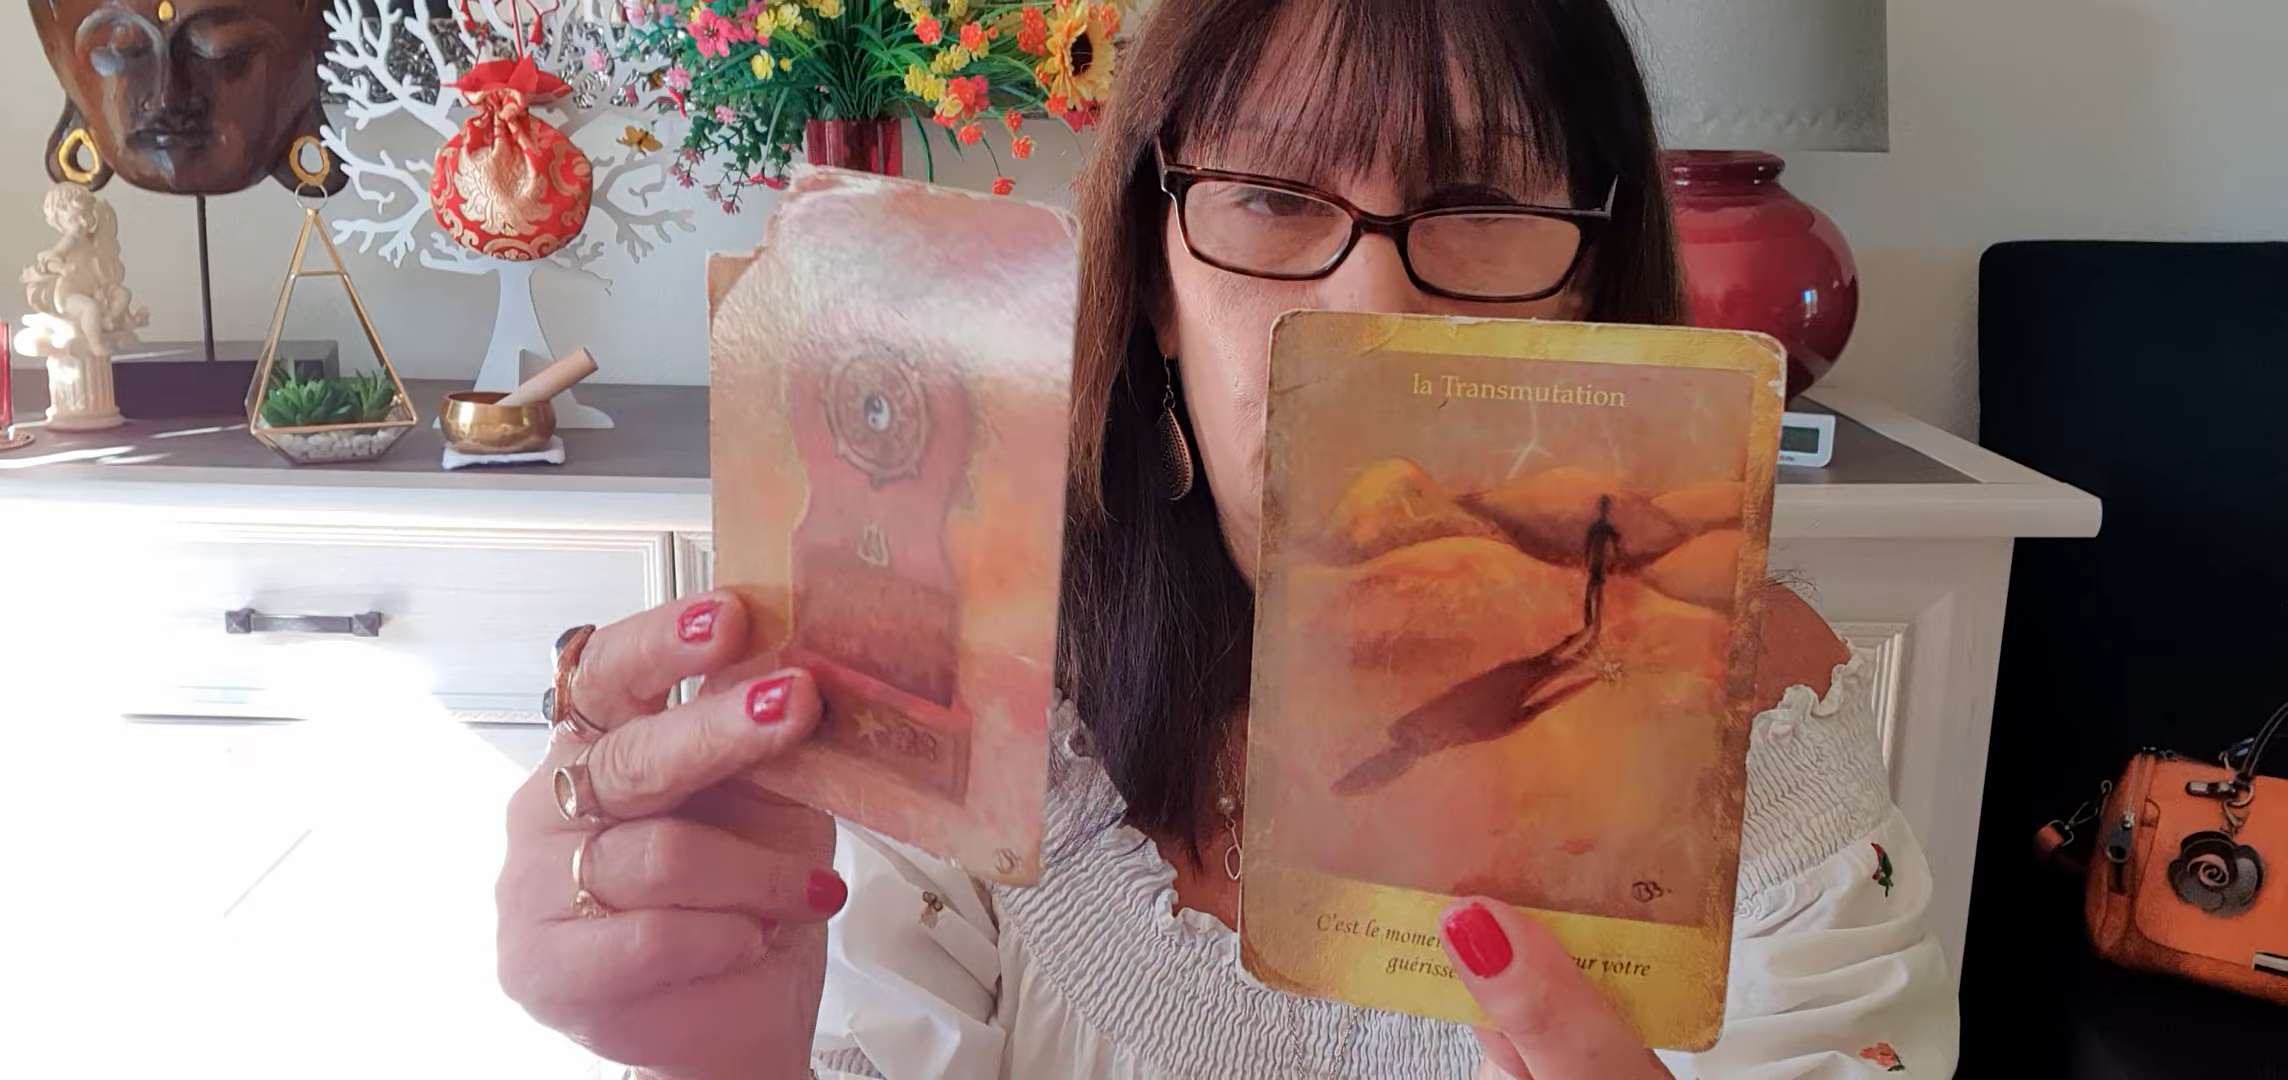 la Transmutation
C'est le momen
guérisse ur votre